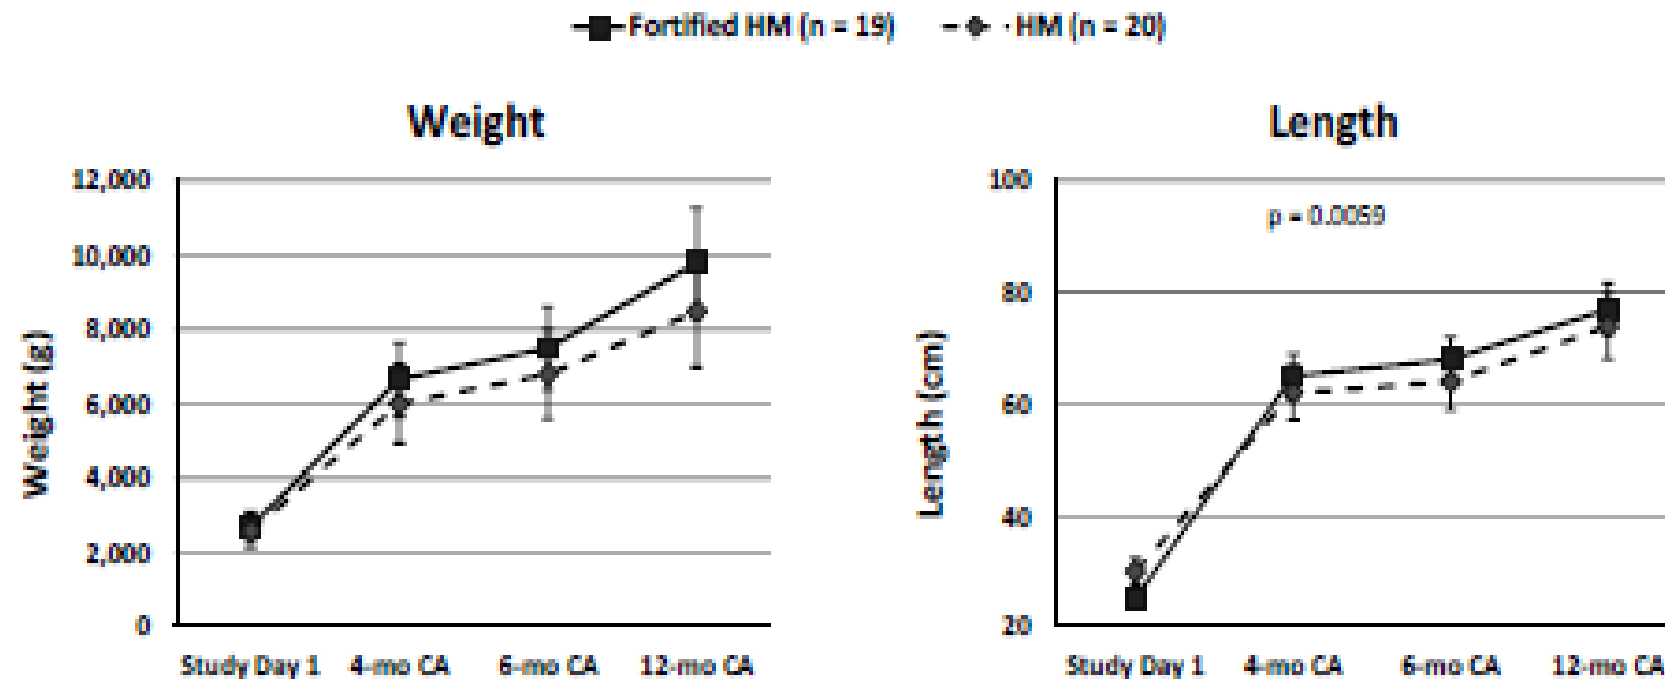 Fortified HM (n = 19) HM (n = 20)
Weight
12,000
10,000
8,000
6,000
4,000
2,000
0
Weight (g)
Study Day 1 4-mo CA 6-mo CA 12-mo CA
Length
p = 0.0059
100
80
60
40
20
Length (cm)
Study Day 1 4-mo CA 6-mo CA 12-mo CA